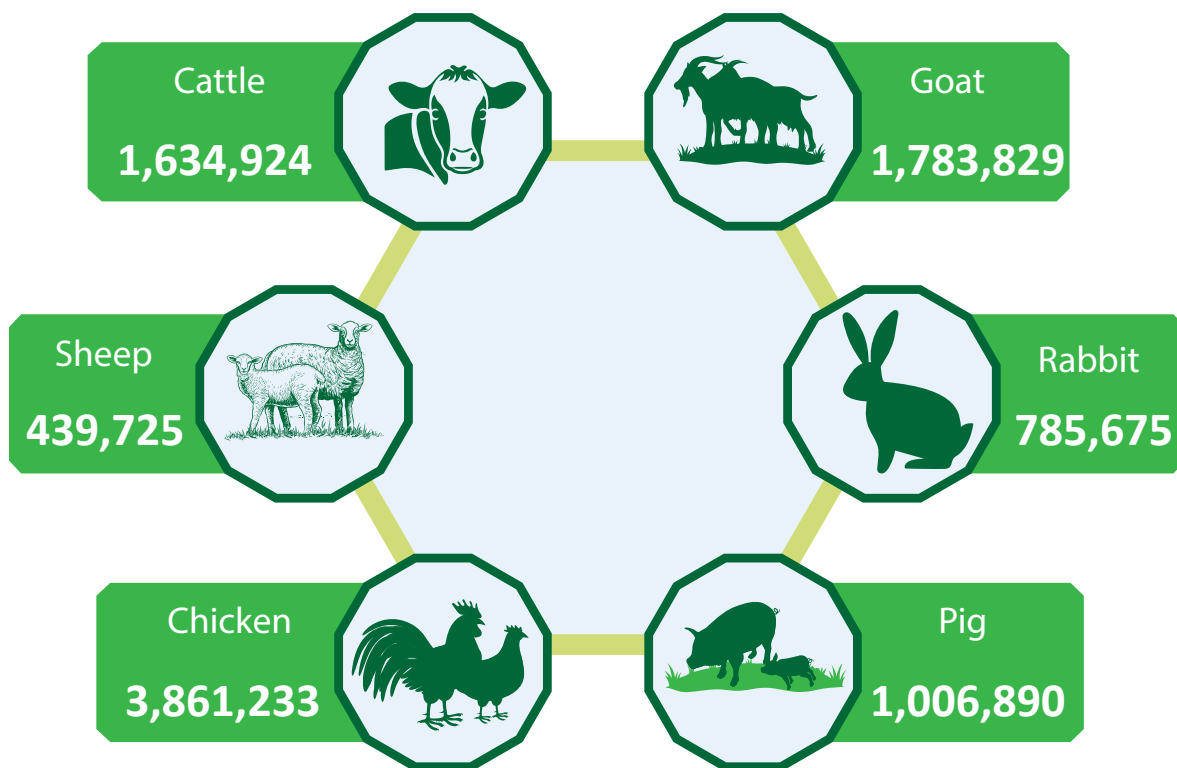 Cattle
1,634,924
Goat
1,783,829
Sheep
439,725
Rabbit
785,675
Chicken
3,861,233
Pig
1,006,890